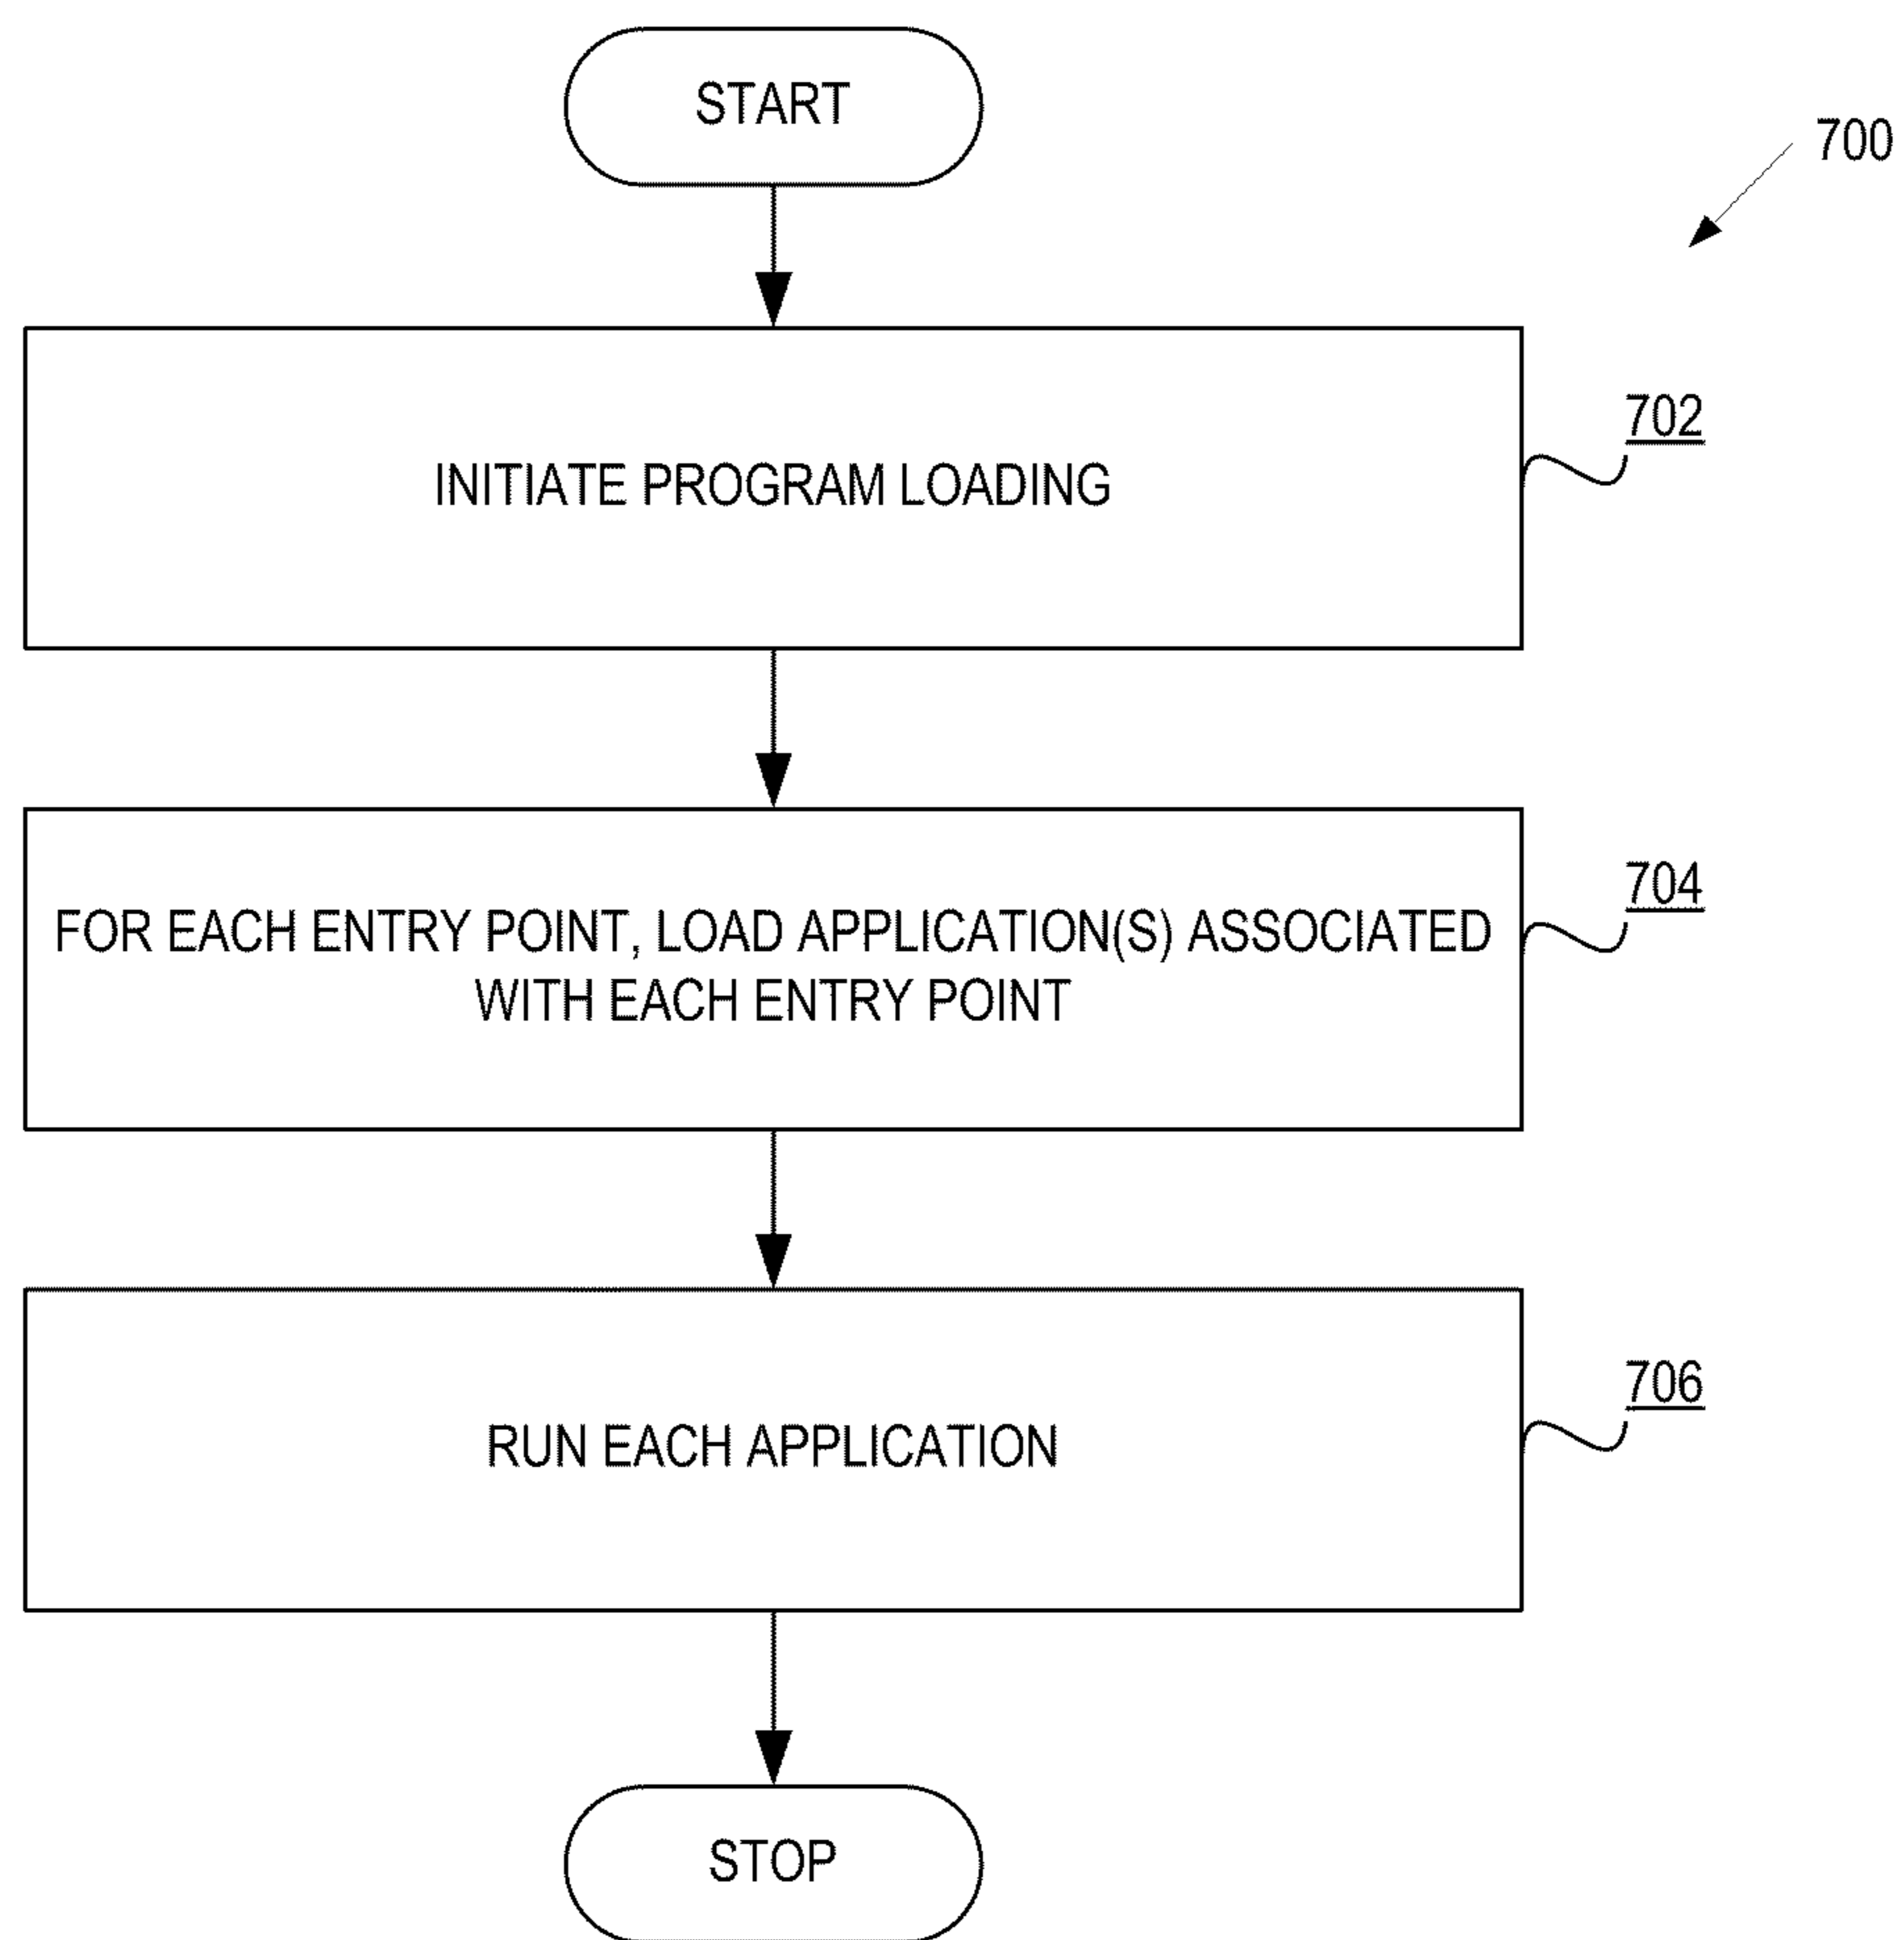 START
700
INITIATE PROGRAM LOADING
702
FOR EACH ENTRY POINT, LOAD APPLICATION(S) ASSOCIATED
WITH EACH ENTRY POINT
704
RUN EACH APPLICATION
706
STOP